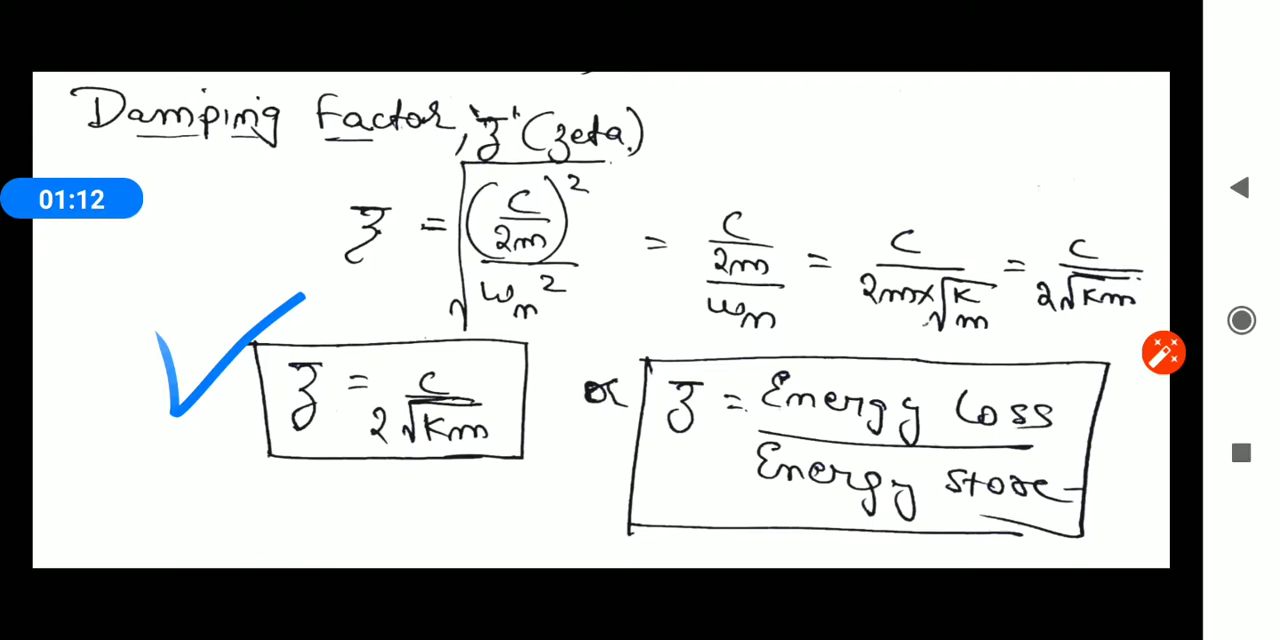 Damping Factor, 'ξ' (zeta)
01:12
ξ = √((c/2m)²/ωn²) = (c/2m)/ωn = c/(2m×√(k/m)) = c/(2√km)
ξ = c/(2√km) or ξ = Energy Loss/Energy store